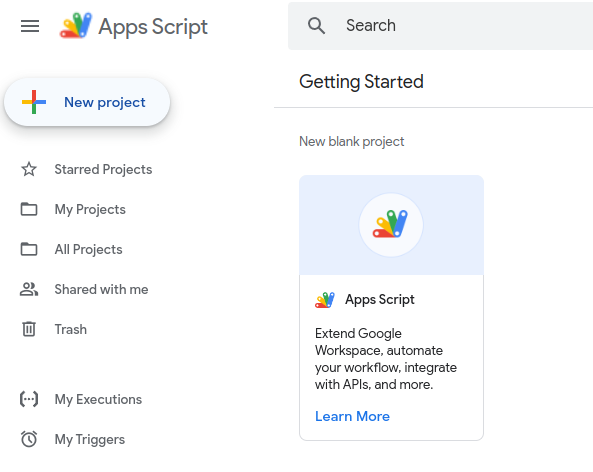 Apps Script
Search
New project
Getting Started
Starred Projects
My Projects
All Projects
Shared with me
Trash
My Executions
My Triggers
New blank project
Apps Script
Extend Google
Workspace, automate
your workflow, integrate
with APIs, and more.
Learn More